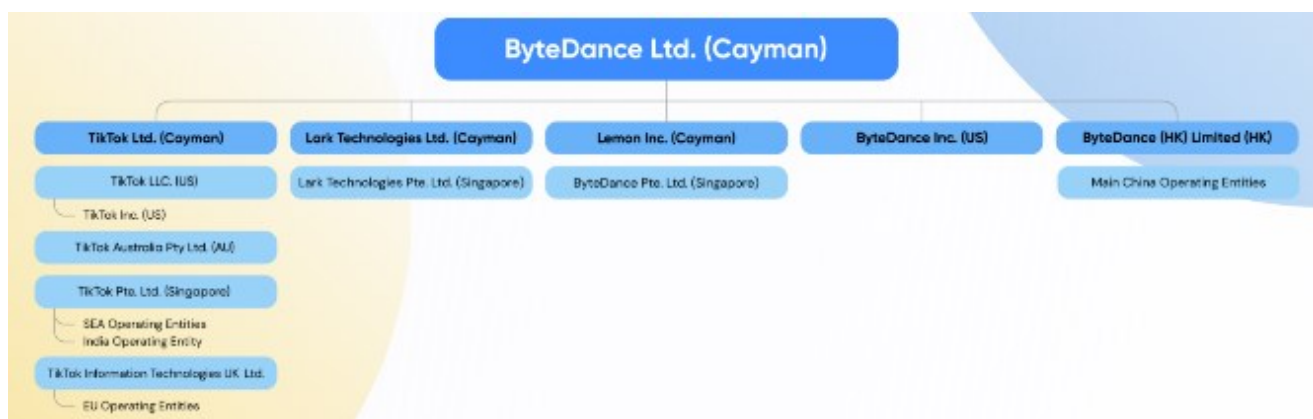 ByteDance Ltd. (Cayman)
TikTok Ltd. (Cayman)
Lark Technologies Ltd. (Cayman)
Lemon Inc. (Cayman)
ByteDance Inc. (US)
ByteDance (HK) Limited (HK)
TikTok LLC. (US)
Lark Technologies Pte. Ltd. (Singapore)
ByteDance Pte. Ltd. (Singapore)
Main China Operating Entities
TikTok Inc. (US)
TikTok Australia Pty Ltd. (AU)
TikTok Pte. Ltd. (Singapore)
SEA Operating Entities
India Operating Entity
TikTok Information Technologies UK Ltd.
EU Operating Entities